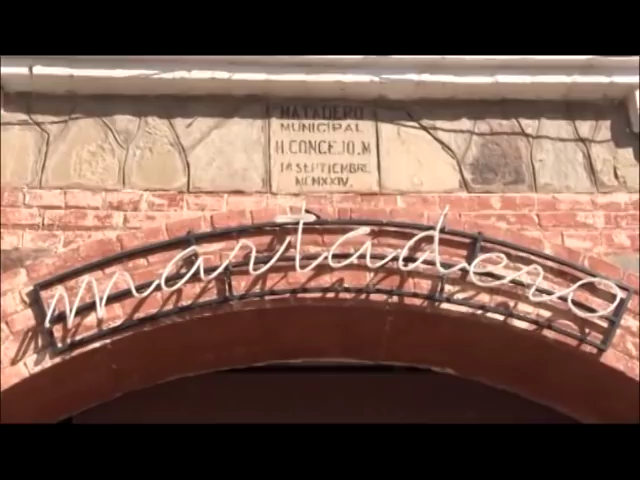 MATADERO
MUNICIPAL
H.CONCEJO.M
14 SEPTIEMBRE.
MCMXXIV.
martadero